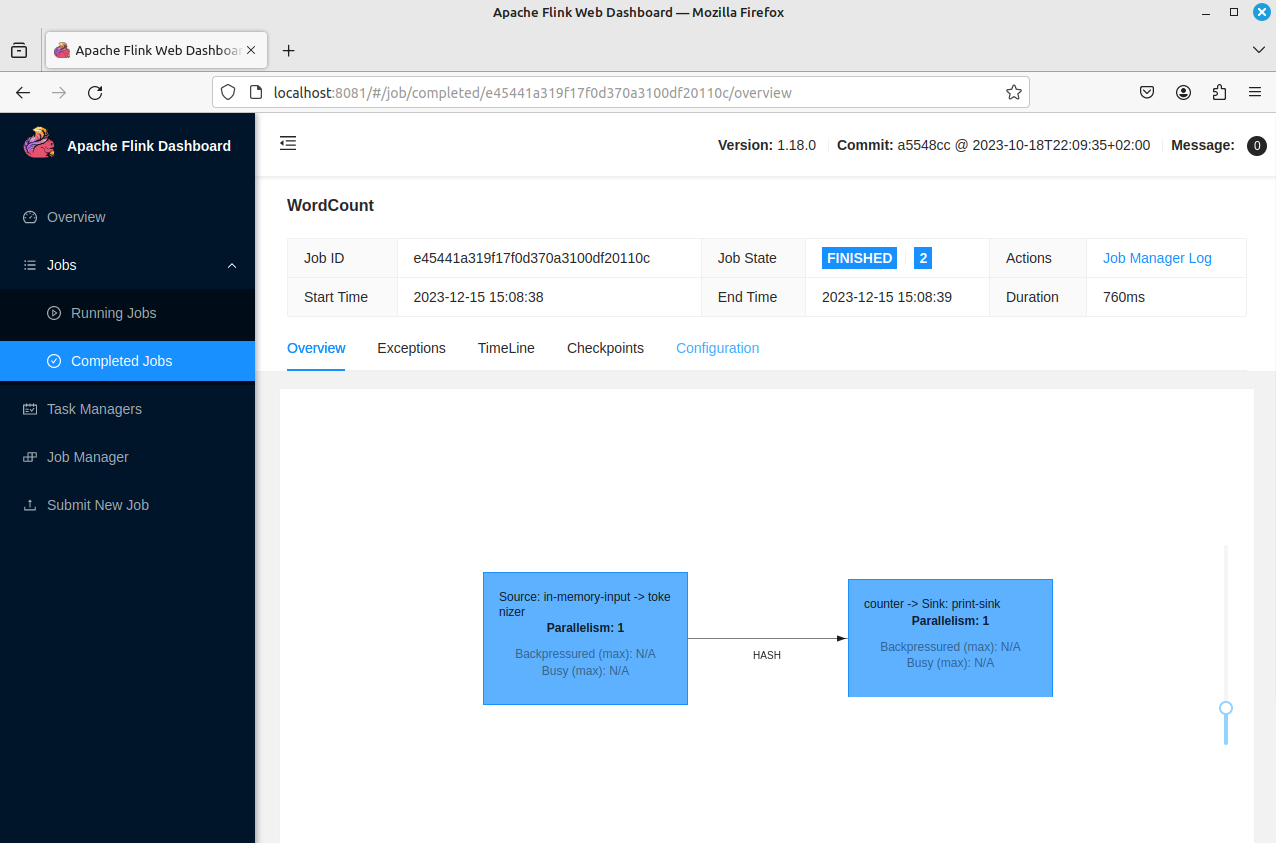 Apache Flink Web Dashboard — Mozilla Firefox
Apache Flink Web Dashboar
localhost:8081/#/job/completed/e45441a319f17f0d370a3100df20110c/overview
Apache Flink Dashboard
Version: 1.18.0 Commit: a5548cc @ 2023-10-18T22:09:35+02:00 Message: 0
Overview
Jobs
Running Jobs
Completed Jobs
Task Managers
Job Manager
Submit New Job
WordCount
Job ID e45441a319f17f0d370a3100df20110c Job State FINISHED 2 Actions Job Manager Log
Start Time 2023-12-15 15:08:38 End Time 2023-12-15 15:08:39 Duration 760ms
Overview Exceptions TimeLine Checkpoints Configuration
Source: in-memory-input -> toke
nizer
Parallelism: 1
Backpressured (max): N/A
Busy (max): N/A
HASH
counter -> Sink: print-sink
Parallelism: 1
Backpressured (max): N/A
Busy (max): N/A